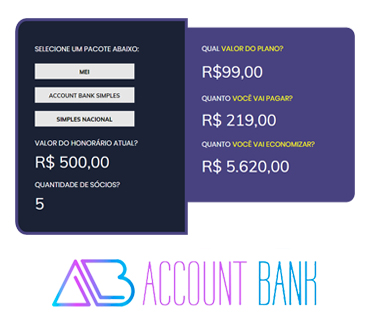 SELECIONE UM PACOTE ABAIXO:
MEI
ACCOUNT BANK SIMPLES
SIMPLES NACIONAL
VALOR DO HONORÁRIO ATUAL?
R$ 500,00
QUANTIDADE DE SÓCIOS?
5
QUAL VALOR DO PLANO?
R$99,00
QUANTO VOCÊ VAI PAGAR?
R$ 219,00
QUANTO VOCÊ VAI ECONOMIZAR?
R$ 5.620,00
AB ACCOUNT BANK